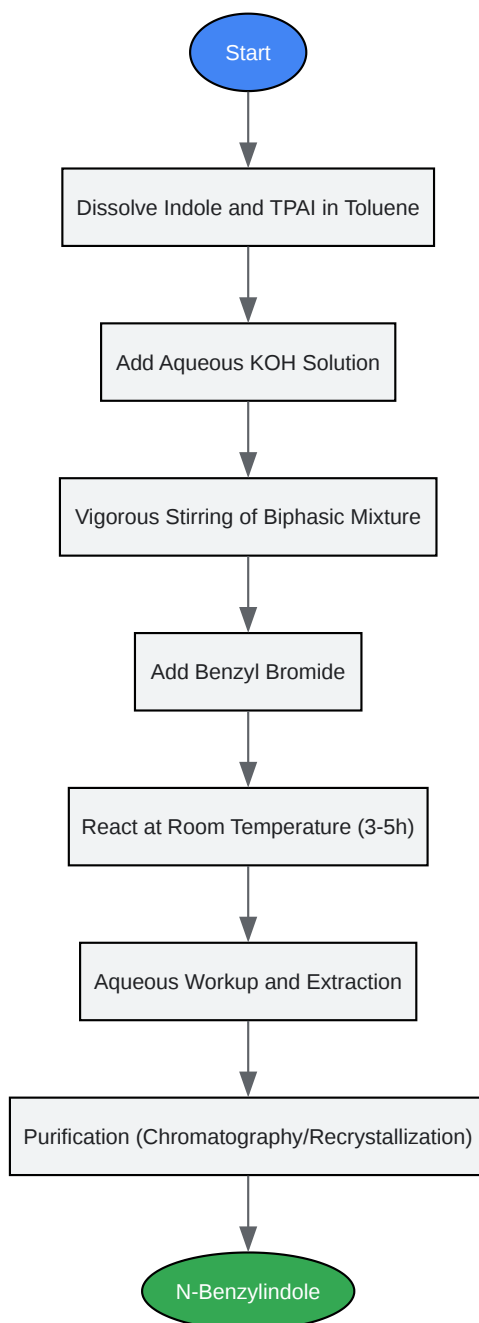 Start
Dissolve Indole and TPAI in Toluene
Add Aqueous KOH Solution
Vigorous Stirring of Biphasic Mixture
Add Benzyl Bromide
React at Room Temperature (3-5h)
Aqueous Workup and Extraction
Purification (Chromatography/Recrystallization)
N-Benzylindole